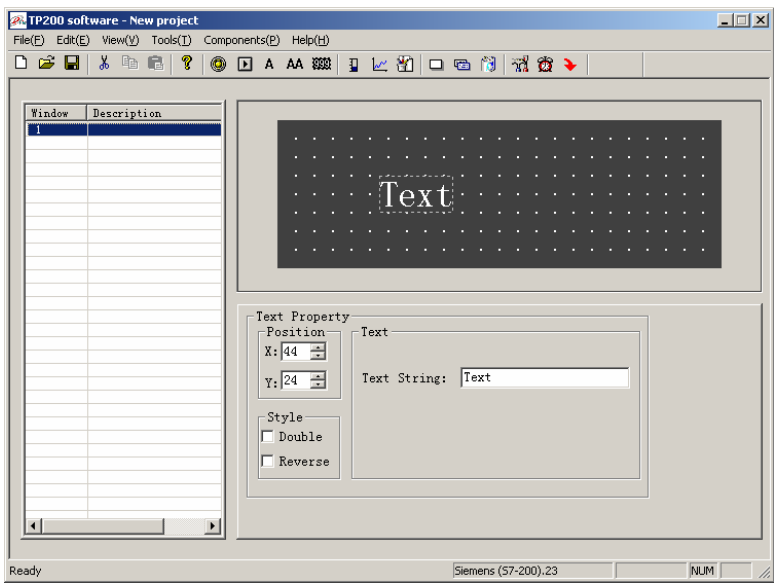 TP200 software - New project
File(F) Edit(E) View(V) Tools(T) Components(P) Help(H)
A AA
Window Description
1
Text
Text Property
Position
X: 44
Y: 24
Style
Double
Reverse
Text
Text String: Text
Ready Siemens (S7-200).23 NUM